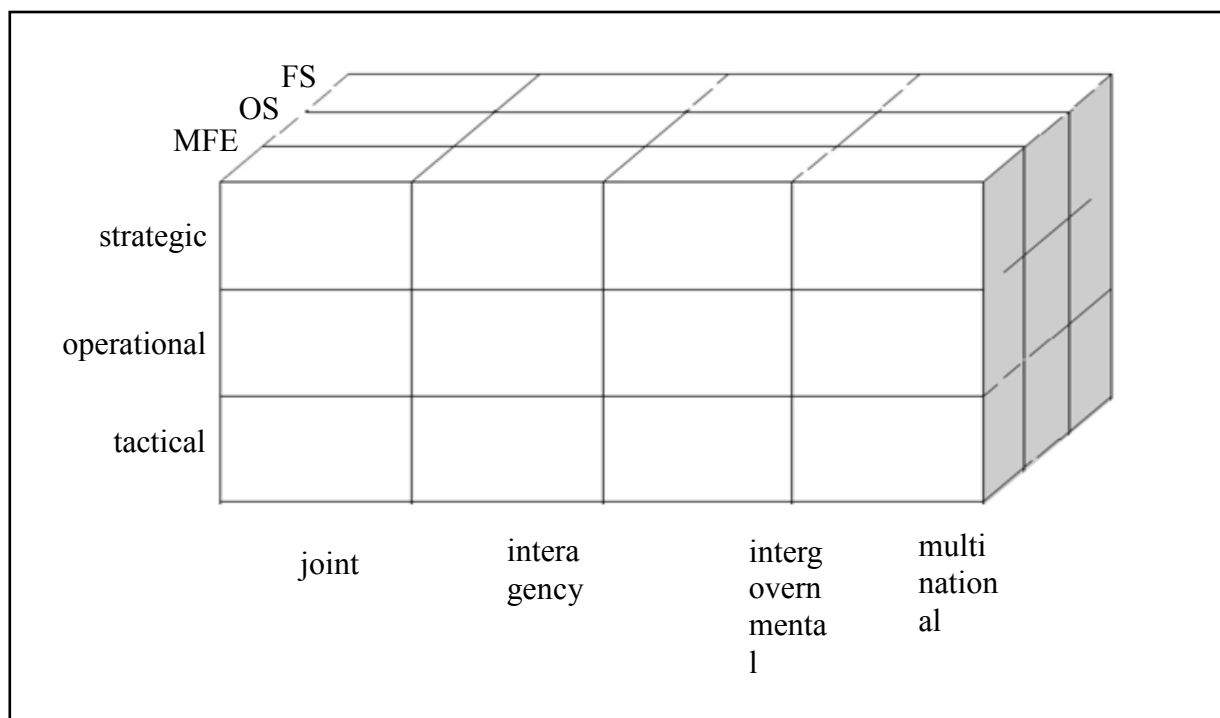 FS
OS
MFE
strategic
operational
tactical
joint
intera
gency
interg
overn
menta
l
multi
nation
al